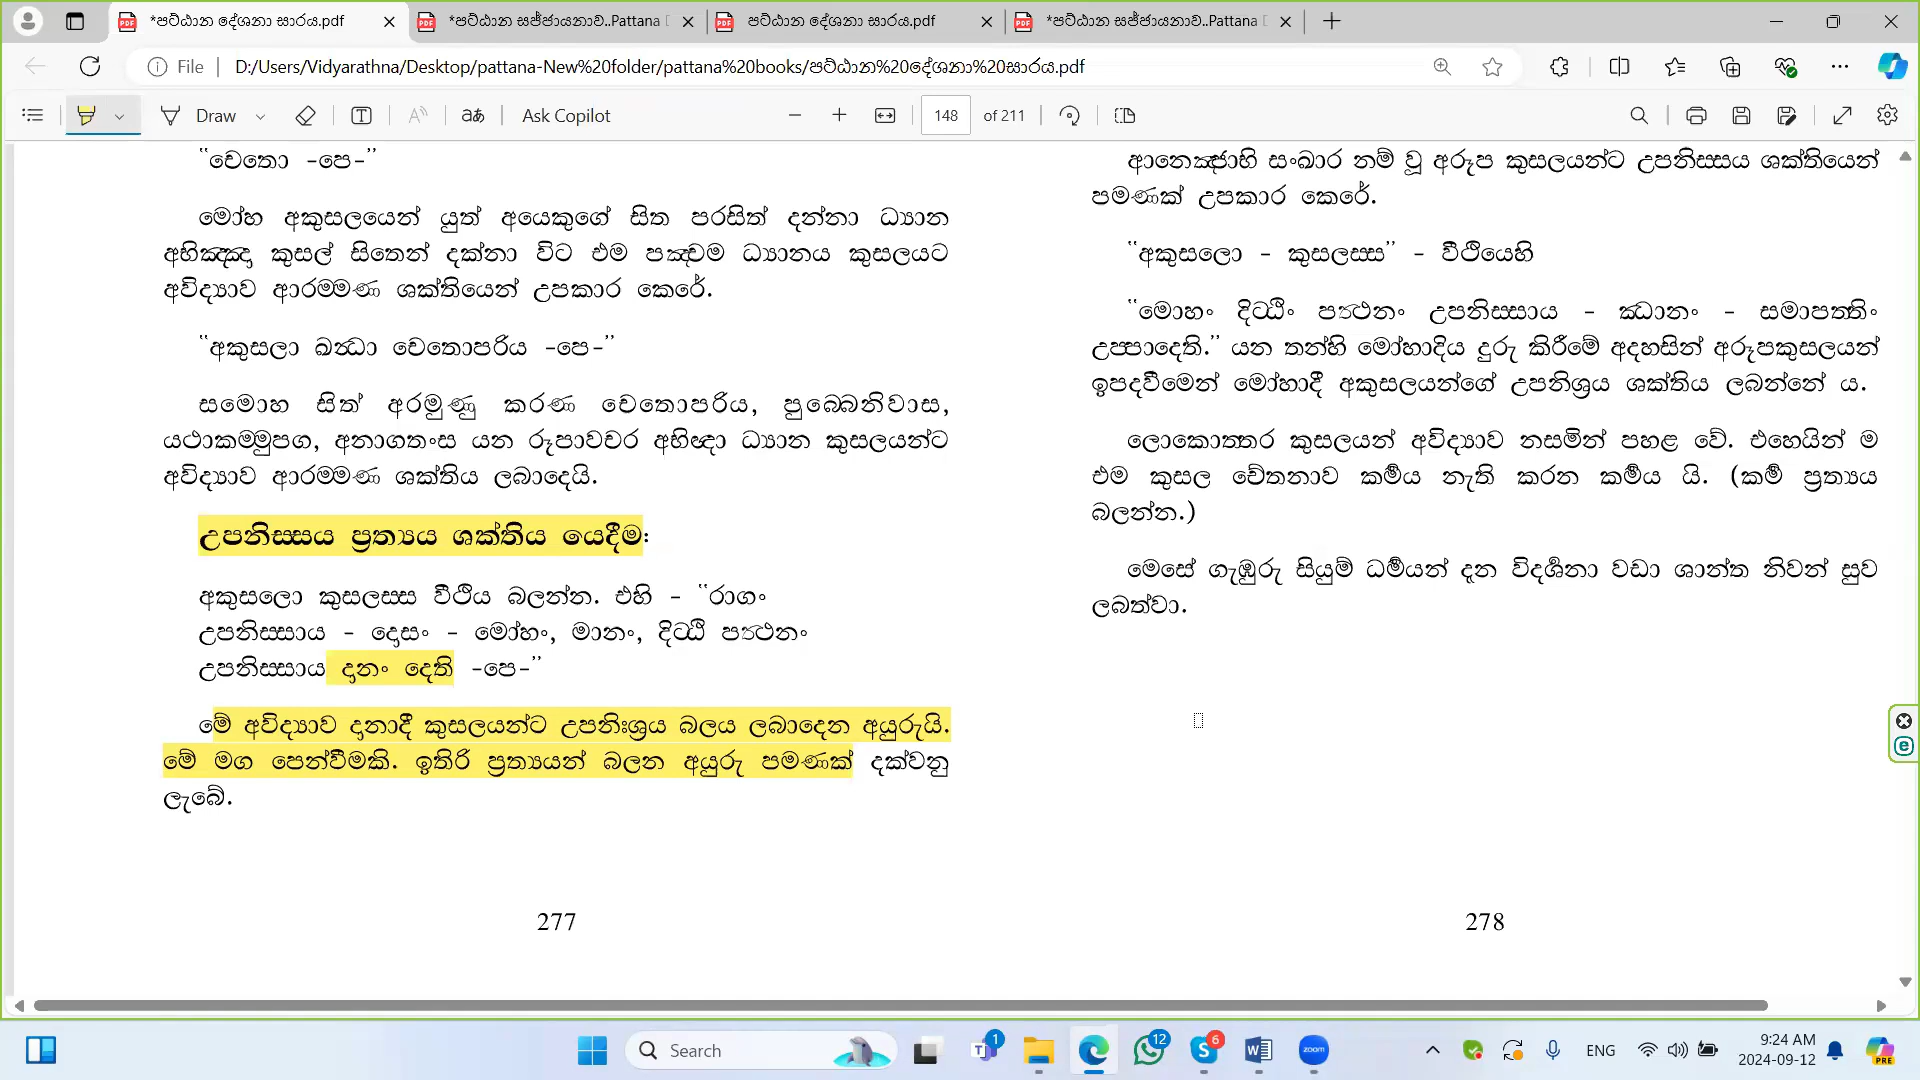 *පට්ඨාන දේශනා සාරය.pdf
*පට්ඨාන සජ්ඣායනාව..Pattana
පට්ඨාන දේශනා සාරය.pdf
*පට්ඨාන සජ්ඣායනාව..Pattana
File
D:/Users/Vidyarathna/Desktop/pattana-New%20folder/pattana%20books/පට්ඨාන%20දේශනා%20සාරය.pdf
Draw
aあ
Ask Copilot
148 of 211
“චෙතො -පෙ-”
මෝහ අකුසලයෙන් යුත් අයෙකුගේ සිත පරසිත් දන්නා ධ්‍යාන
අභිඤ්ඤා කුසල් සිතෙන් දක්නා විට එම පඤ්චම ධ්‍යානය කුසලයට
අවිද්‍යාව ආරම්මණ ශක්තියෙන් උපකාර කෙරේ.
“අකුසලා ඛන්ධා චෙතොපරිය -පෙ-”
සමොහ සිත් අරමුණු කරණ චෙතොපරිය, පුබ්බෙනිවාස,
යථාකම්මුපග, අනාගතංස යන රූපාවචර අභිඥා ධ්‍යාන කුසලයන්ට
අවිද්‍යාව ආරම්මණ ශක්තිය ලබාදෙයි.
උපනිස්සය ප්‍රත්‍යය ශක්තිය යෙදීම:
අකුසලො කුසලස්ස වීථිය බලන්න. එහි - “රාගං
උපනිස්සාය - දොසං - මෝහං, මානං, දිට්ඨි පත්‍ථනං
උපනිස්සාය දානං දෙති -පෙ-”
මේ අවිද්‍යාව දානාදී කුසලයන්ට උපනිඃශ්‍රය බලය ලබාදෙන අයුරුයි.
මේ මග පෙන්වීමකි. ඉතිරි ප්‍රත්‍යයන් බලන අයුරු පමණක් දක්වනු
ලැබේ.
277
ආනෙඤ්ජාභි සංඛාර නම් වූ අරූප කුසලයන්ට උපනිස්සය ශක්තියෙන්
පමණක් උපකාර කෙරේ.
“අකුසලො - කුසලස්ස” - වීථියෙහි
“මොහං දිට්ඨිං පත්‍ථනං උපනිස්සාය - ඣානං - සමාපත්තිං
උප්පාදෙති.” යන තන්හි මෝහාදිය දුරු කිරීමේ අදහසින් අරූපකුසලයන්
ඉපදවීමෙන් මෝහාදී අකුසලයන්ගේ උපනිශ්‍රය ශක්තිය ලබන්නේ ය.
ලොකොත්තර කුසලයන් අවිද්‍යාව නසමින් පහළ වේ. එහෙයින් ම
එම කුසල චේතනාව කර්‍මය නැති කරන කර්‍මය යි. (කර්‍ම ප්‍රත්‍යය
බලන්න.)
මෙසේ ගැඹුරු සියුම් ධර්‍මයන් දැන විදර්‍ශනා වඩා ශාන්ත නිවන් සුව
ලබත්වා.
278
Search
1
12
6
zoom
ENG
9:24 AM
2024-09-12
PRE